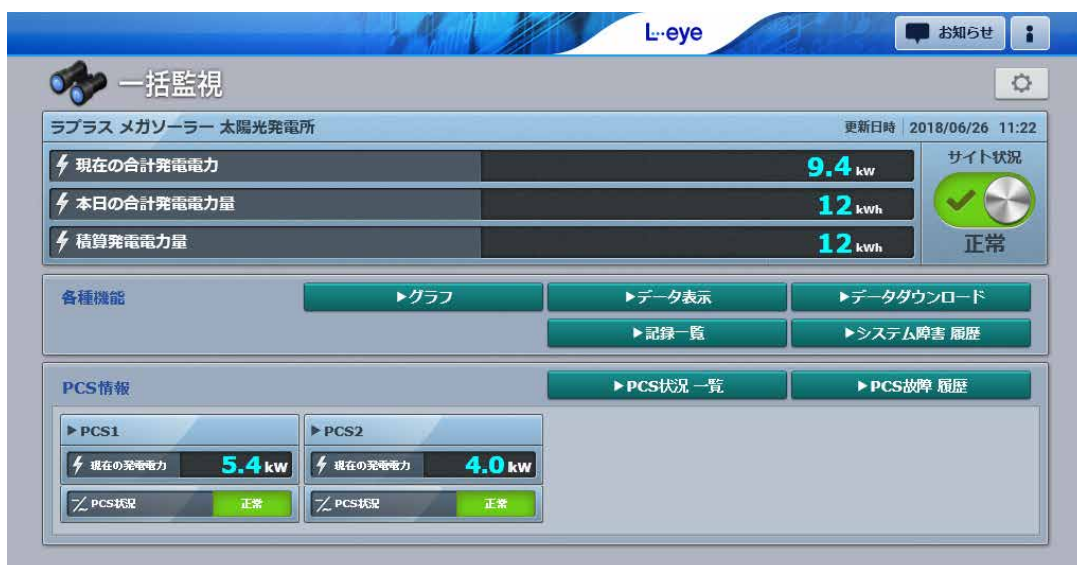 L・eye
お知らせ
一括監視
ラプラス メガソーラー 太陽光発電所
更新日時 2018/06/26 11:22
現在の合計発電電力 9.4 kw
サイト状況
本日の合計発電電力量 12 kwh
積算発電電力量 12 kwh
正常
各種機能
▶グラフ ▶データ表示 ▶データダウンロード
▶記録一覧 ▶システム障害 履歴
PCS情報
▶PCS状況 一覧 ▶PCS故障 履歴
▶PCS1 ▶PCS2
現在の発電電力 5.4 kw 現在の発電電力 4.0 kw
PCS状況 正常 PCS状況 正常